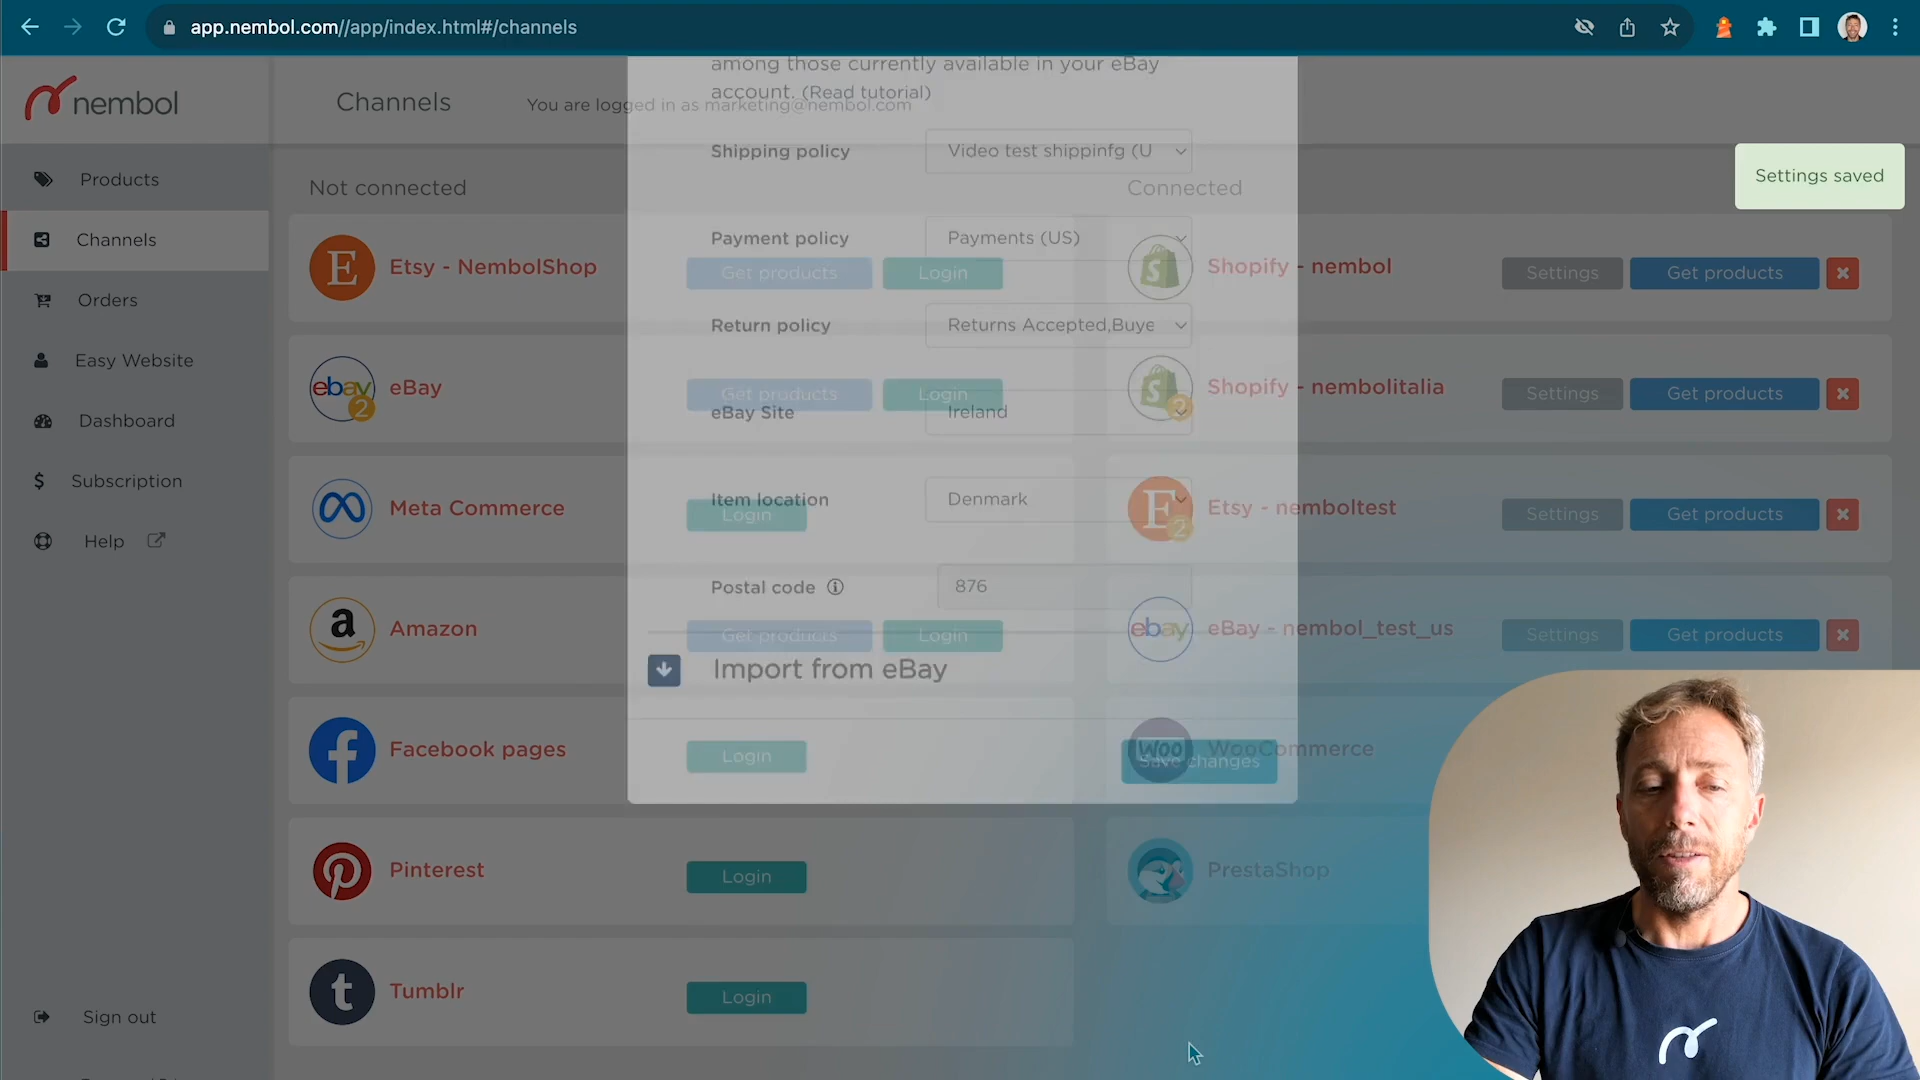 app.nembol.com//app/index.html#/channels
nembol
Channels
You are logged in as marketing@nembol.com
among those currently available in your eBay
account. (Read tutorial)
Settings saved
Products
Channels
Orders
Easy Website
Dashboard
$ Subscription
Help
Sign out
Not connected
E Etsy - NembolShop
Get products
Login
ebay 2 eBay
Get products
Login
Meta Commerce
Login
a Amazon
Get products
Login
f Facebook pages
Login
Pinterest
Login
t Tumblr
Login
Shipping policy
Video test shippinfg (U
Payment policy
Payments (US)
Return policy
Returns Accepted,Buye
eBay Site
Ireland
Item location
Denmark
Postal code
876
Import from eBay
Save changes
Connected
S Shopify - nembol
Settings
Get products
S 2 Shopify - nembolitalia
Settings
Get products
E 2 Etsy - nemboltest
Settings
Get products
ebay eBay - nembol_test_us
Settings
Get products
Woo WooCommerce
PrestaShop